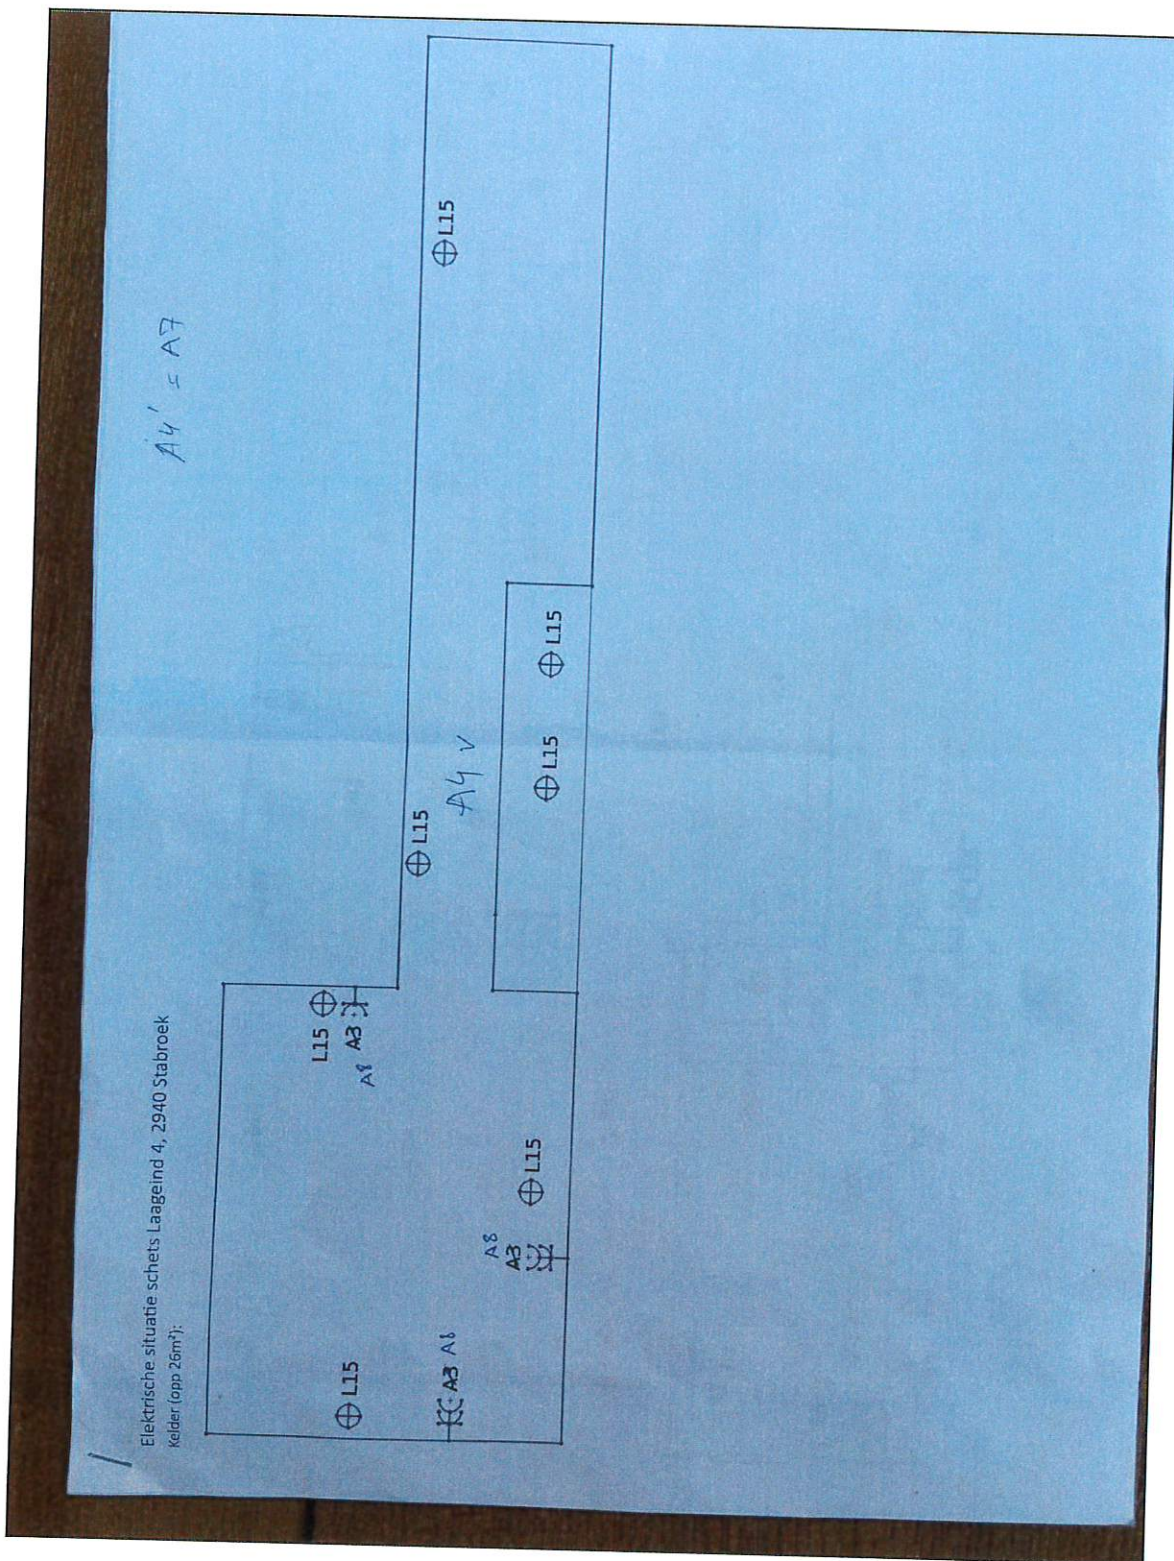 Elektrische situatie schets Laageind 4, 2940 Stabroek
Kelder (opp 26m²):
A4' = A7
L15
L15
A3
A8
L15
L15
A4 v
L15
L15
A8
A3
L15
A3 A8